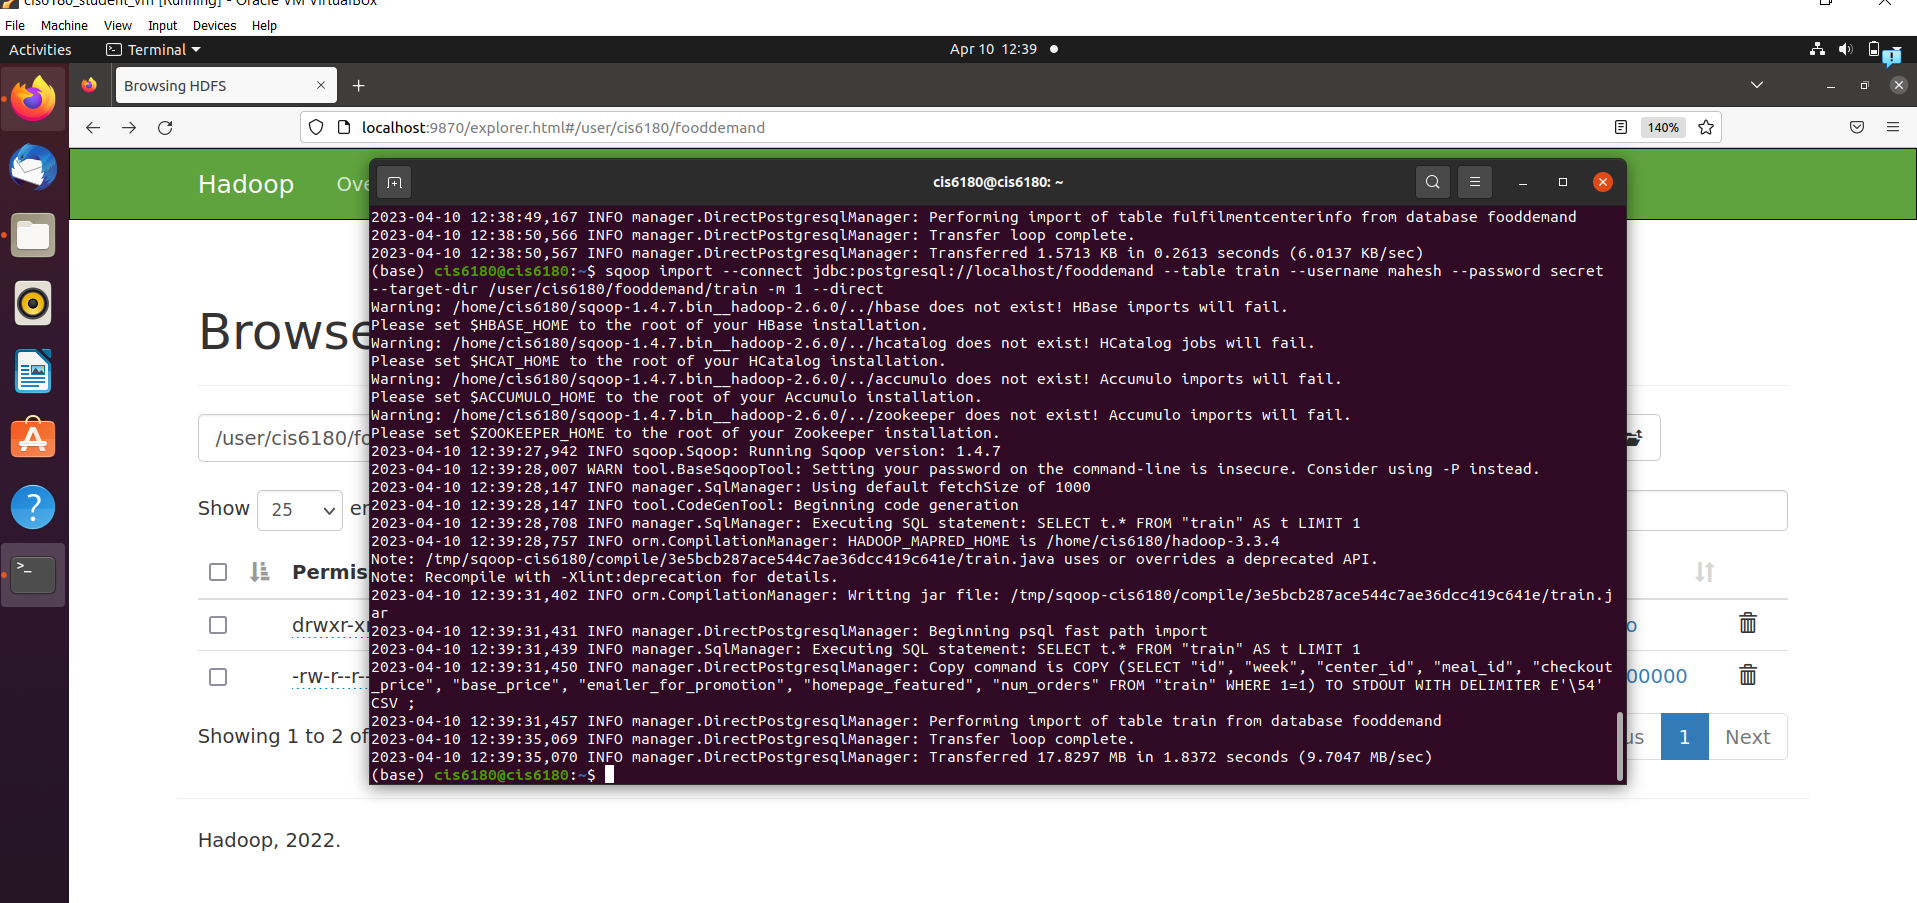 cis6180_student_vm [Running] - Oracle VM VirtualBox
File Machine View Input Devices Help
Activities Terminal Apr 10 12:39
Browsing HDFS
localhost:9870/explorer.html#/user/cis6180/fooddemand 140%
Hadoop Ove
cis6180@cis6180: ~
2023-04-10 12:38:49,167 INFO manager.DirectPostgresqlManager: Performing import of table fulfilmentcenterinfo from database fooddemand
2023-04-10 12:38:50,566 INFO manager.DirectPostgresqlManager: Transfer loop complete.
2023-04-10 12:38:50,567 INFO manager.DirectPostgresqlManager: Transferred 1.5713 KB in 0.2613 seconds (6.0137 KB/sec)
(base) cis6180@cis6180:~$ sqoop import --connect jdbc:postgresql://localhost/fooddemand --table train --username mahesh --password secret
--target-dir /user/cis6180/fooddemand/train -m 1 --direct
Warning: /home/cis6180/sqoop-1.4.7.bin__hadoop-2.6.0/../hbase does not exist! HBase imports will fail.
Please set $HBASE_HOME to the root of your HBase installation.
Warning: /home/cis6180/sqoop-1.4.7.bin__hadoop-2.6.0/../hcatalog does not exist! HCatalog jobs will fail.
Please set $HCAT_HOME to the root of your HCatalog installation.
Warning: /home/cis6180/sqoop-1.4.7.bin__hadoop-2.6.0/../accumulo does not exist! Accumulo imports will fail.
Please set $ACCUMULO_HOME to the root of your Accumulo installation.
Warning: /home/cis6180/sqoop-1.4.7.bin__hadoop-2.6.0/../zookeeper does not exist! Accumulo imports will fail.
Please set $ZOOKEEPER_HOME to the root of your Zookeeper installation.
2023-04-10 12:39:27,942 INFO sqoop.Sqoop: Running Sqoop version: 1.4.7
2023-04-10 12:39:28,007 WARN tool.BaseSqoopTool: Setting your password on the command-line is insecure. Consider using -P instead.
2023-04-10 12:39:28,147 INFO manager.SqlManager: Using default fetchSize of 1000
2023-04-10 12:39:28,147 INFO tool.CodeGenTool: Beginning code generation
2023-04-10 12:39:28,708 INFO manager.SqlManager: Executing SQL statement: SELECT t.* FROM "train" AS t LIMIT 1
2023-04-10 12:39:28,757 INFO orm.CompilationManager: HADOOP_MAPRED_HOME is /home/cis6180/hadoop-3.3.4
Note: /tmp/sqoop-cis6180/compile/3e5bcb287ace544c7ae36dcc419c641e/train.java uses or overrides a deprecated API.
Note: Recompile with -Xlint:deprecation for details.
2023-04-10 12:39:31,402 INFO orm.CompilationManager: Writing jar file: /tmp/sqoop-cis6180/compile/3e5bcb287ace544c7ae36dcc419c641e/train.j
ar
2023-04-10 12:39:31,431 INFO manager.DirectPostgresqlManager: Beginning psql fast path import
2023-04-10 12:39:31,439 INFO manager.SqlManager: Executing SQL statement: SELECT t.* FROM "train" AS t LIMIT 1
2023-04-10 12:39:31,450 INFO manager.DirectPostgresqlManager: Copy command is COPY (SELECT "id", "week", "center_id", "meal_id", "checkout
_price", "base_price", "emailer_for_promotion", "homepage_featured", "num_orders" FROM "train" WHERE 1=1) TO STDOUT WITH DELIMITER E'\54'
CSV ;
2023-04-10 12:39:31,457 INFO manager.DirectPostgresqlManager: Performing import of table train from database fooddemand
2023-04-10 12:39:35,069 INFO manager.DirectPostgresqlManager: Transfer loop complete.
2023-04-10 12:39:35,070 INFO manager.DirectPostgresqlManager: Transferred 17.8297 MB in 1.8372 seconds (9.7047 MB/sec)
(base) cis6180@cis6180:~$
Browse
/user/cis6180/fo
Show 25 en
Permis
drwxr-xr o
-rw-r--r-- 00000
Showing 1 to 2 of us 1 Next
Hadoop, 2022.